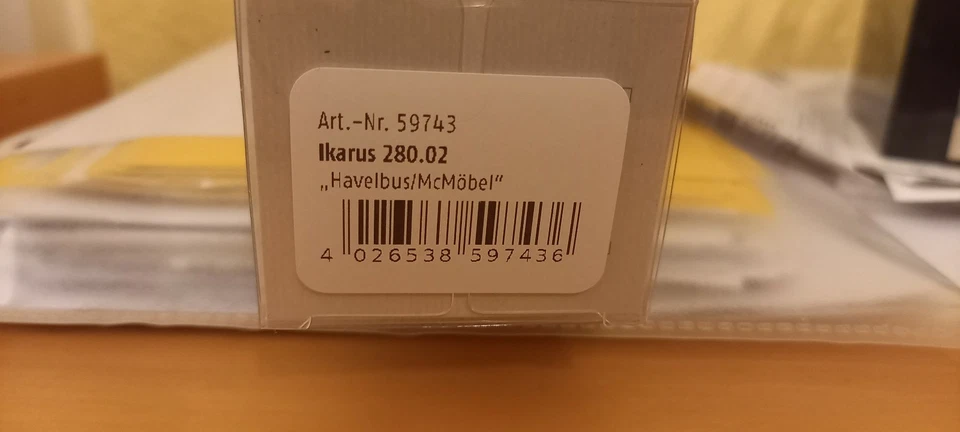 Art.-Nr. 59743
Ikarus 280.02
„Havelbus/McMöbel“
4 026538 597436